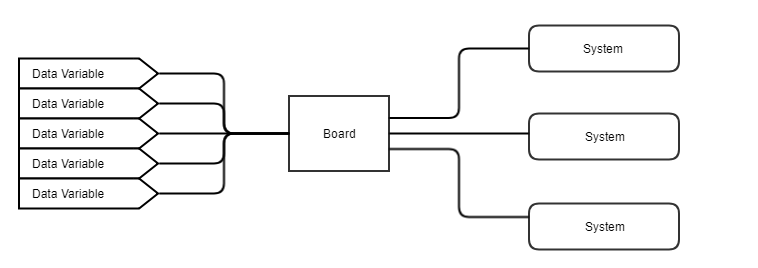 Data Variable
Data Variable
Data Variable
Data Variable
Data Variable
Board
System
System
System